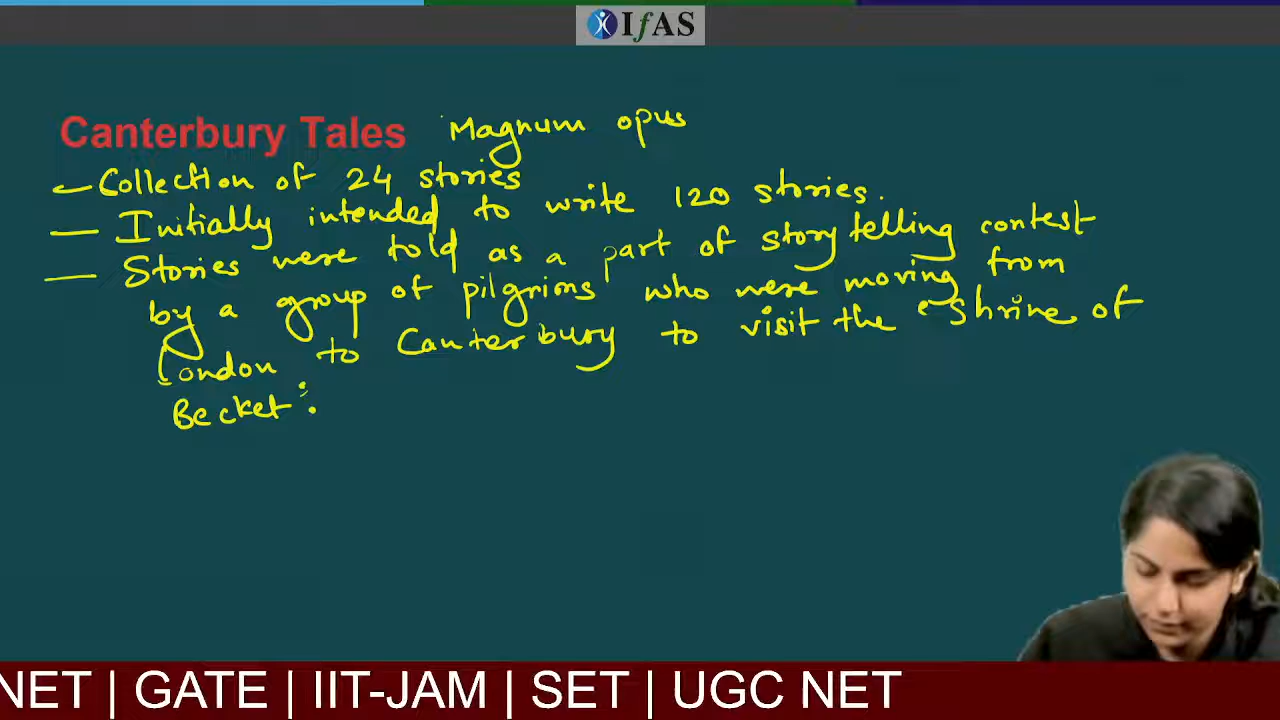 IfAS
Canterbury Tales Magnum opus
- Collection of 24 stories
- Initially intended to write 120 stories.
- Stories were told as a part of story telling contest
by a group of pilgrims who were moving from
London to Canterbury to visit the shrine of
Becket :
NET | GATE | IIT-JAM | SET | UGC NET